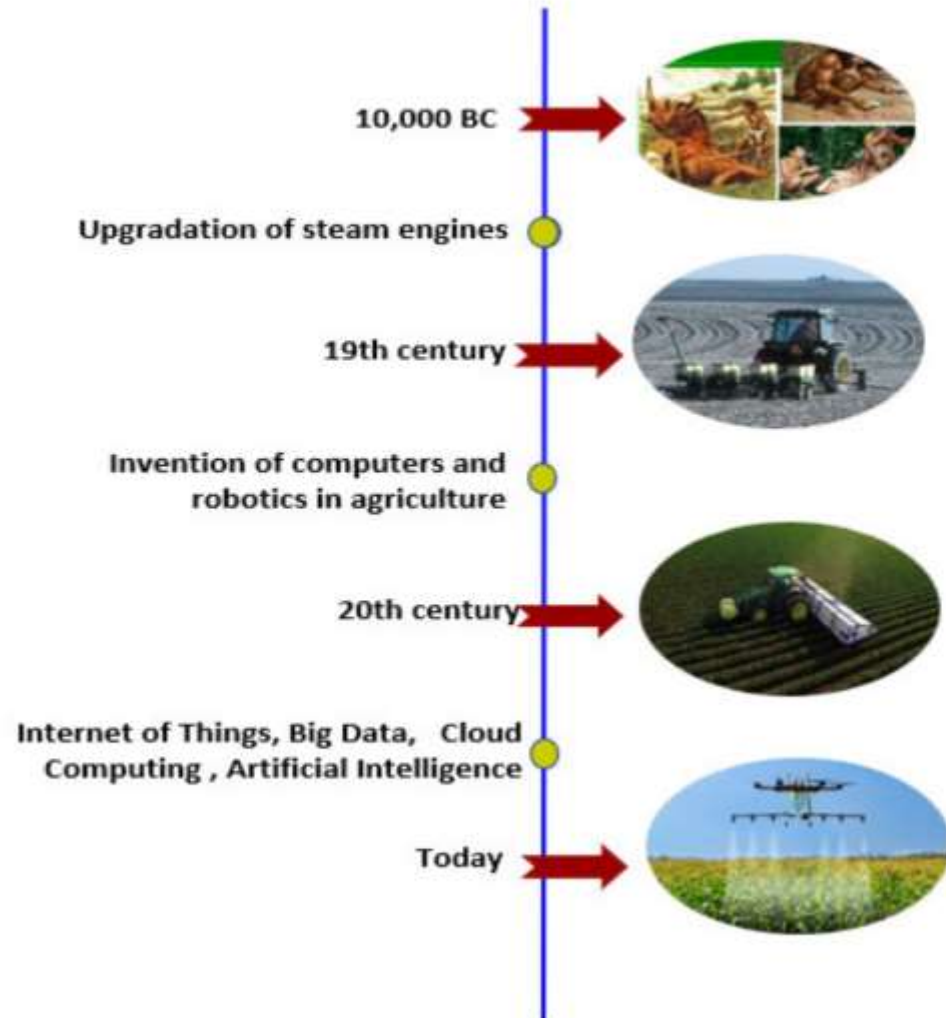 10,000 BC
Upgradation of steam engines
19th century
Invention of computers and
robotics in agriculture
20th century
Internet of Things, Big Data,   Cloud
Computing , Artificial Intelligence
Today